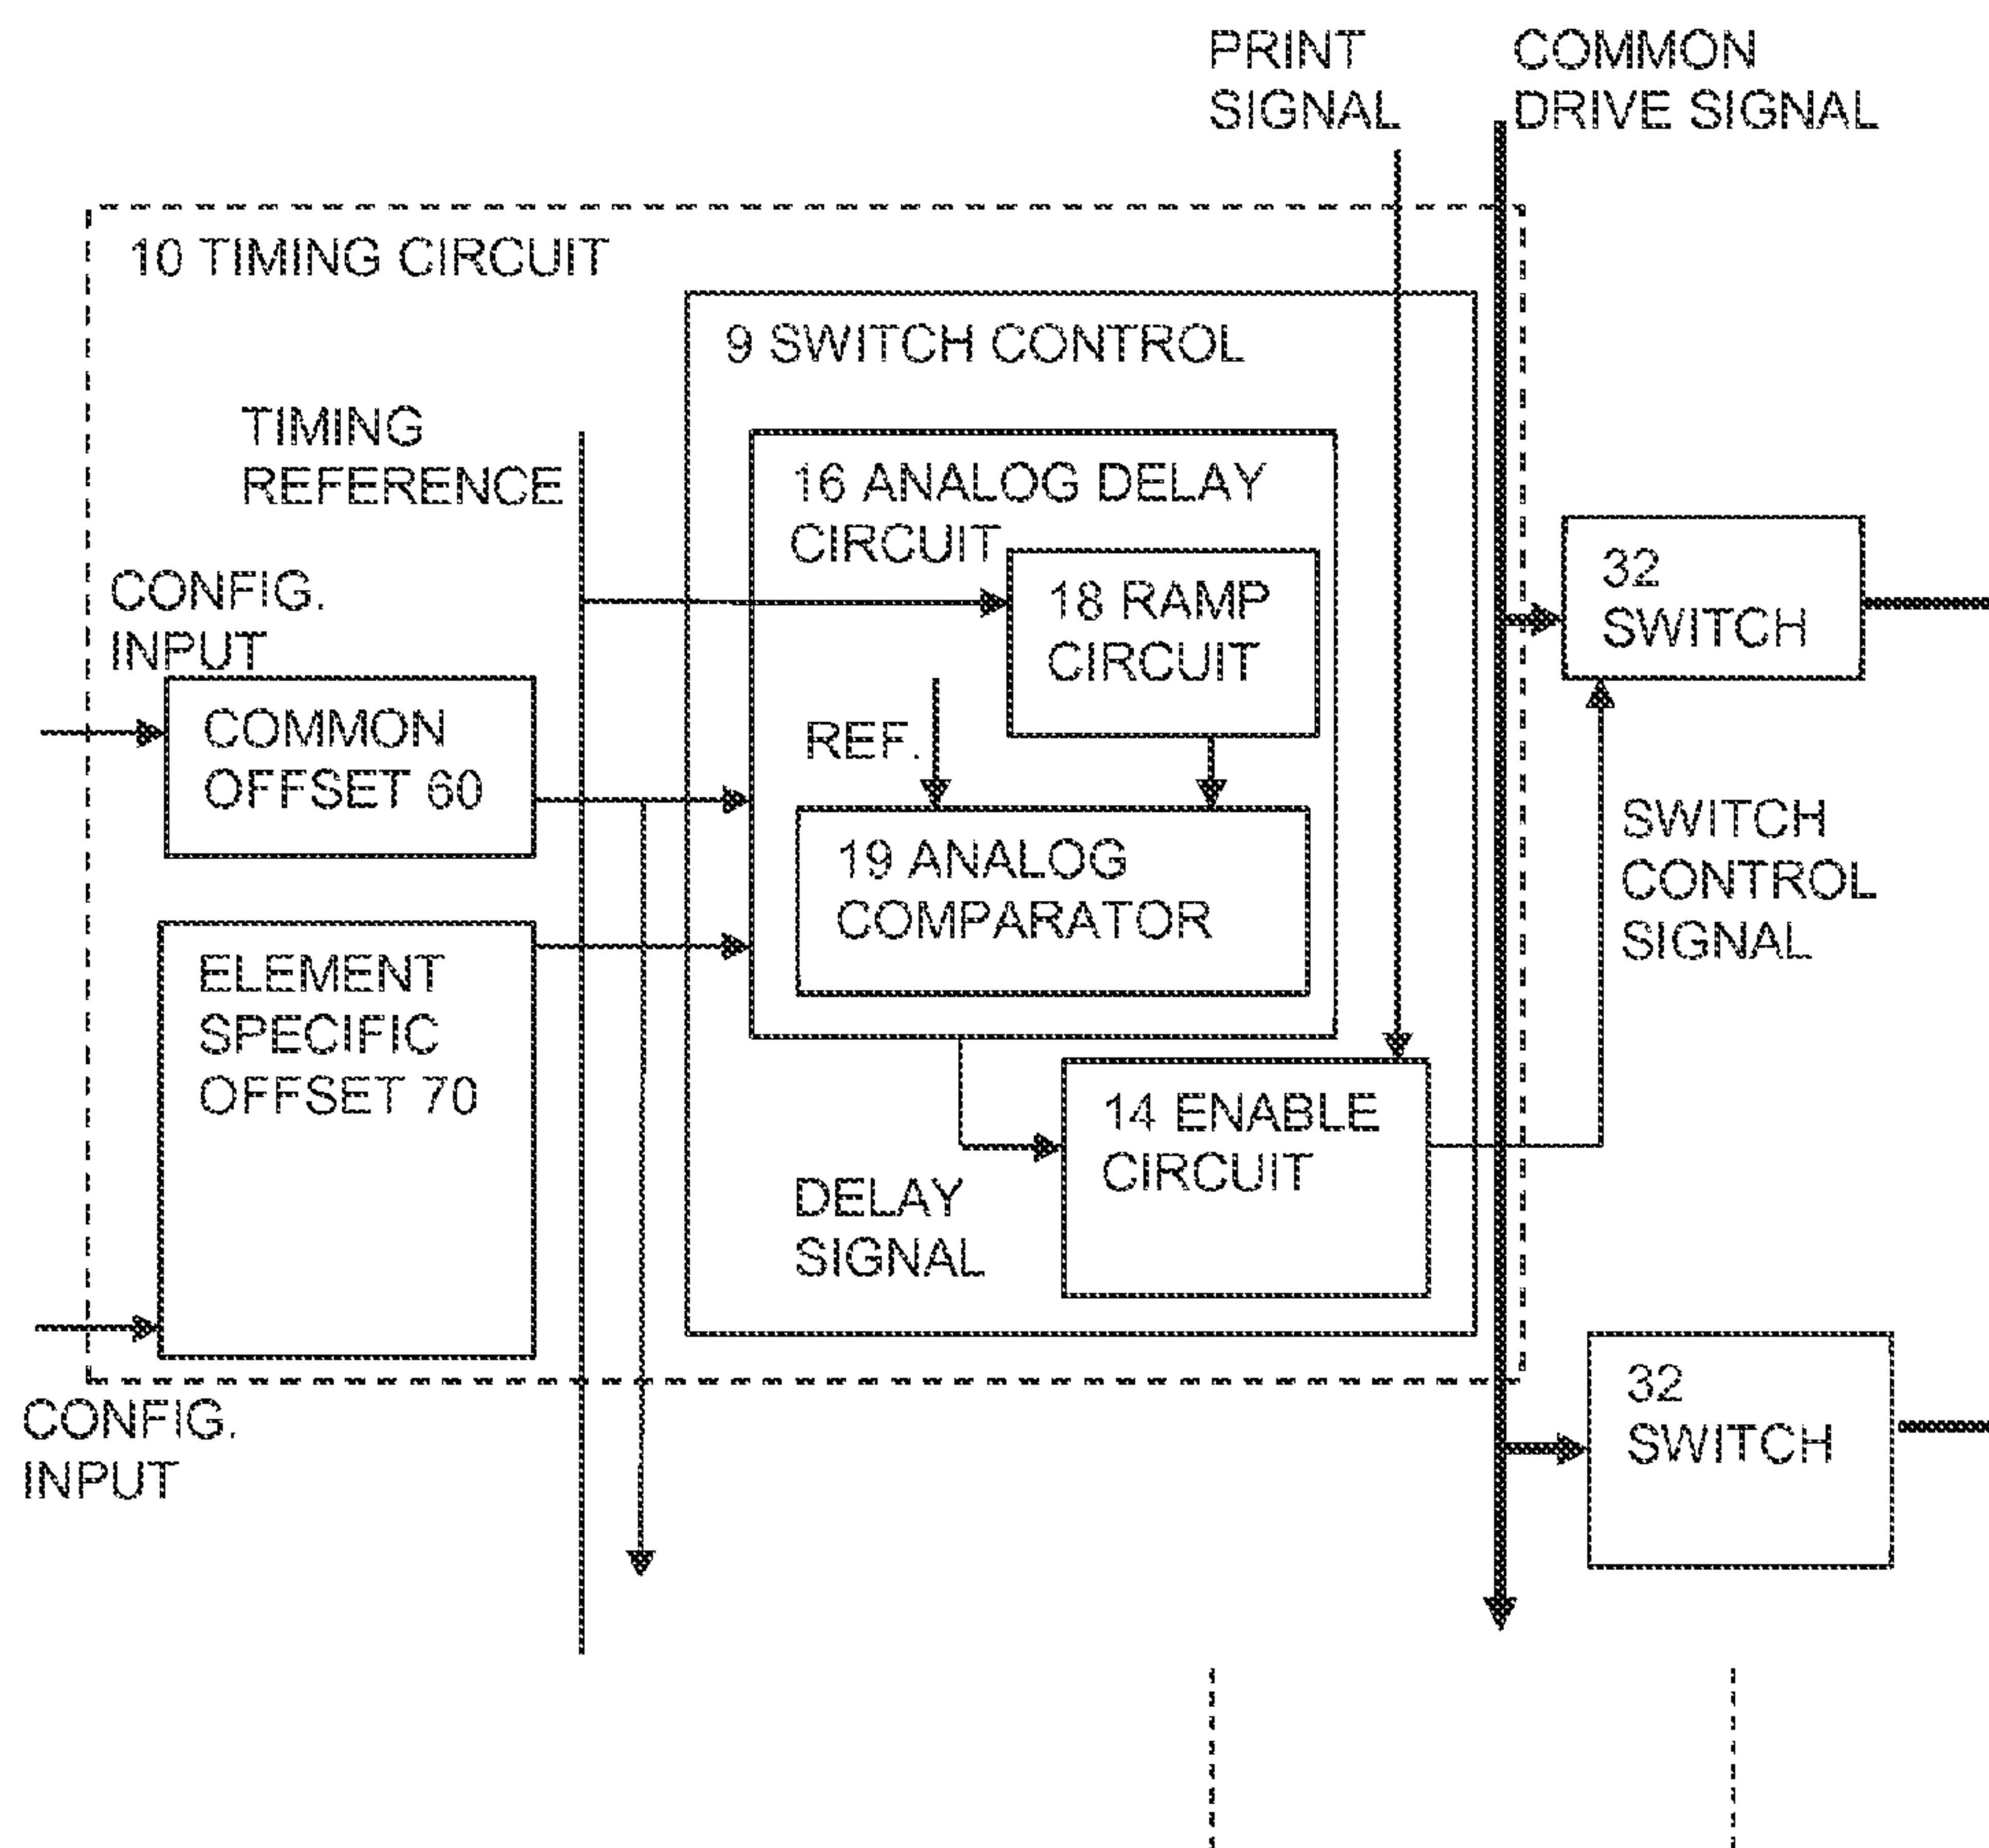 PRINT
SIGNAL
COMMON
DRIVE SIGNAL
10 TIMING CIRCUIT
9 SWITCH CONTROL
TIMING
REFERENCE
16 ANALOG DELAY
CIRCUIT
18 RAMP
CIRCUIT
32
SWITCH
CONFIG.
INPUT
COMMON
OFFSET 60
REF.
19 ANALOG
COMPARATOR
SWITCH
CONTROL
SIGNAL
ELEMENT
SPECIFIC
OFFSET 70
14 ENABLE
CIRCUIT
DELAY
SIGNAL
CONFIG.
INPUT
32
SWITCH